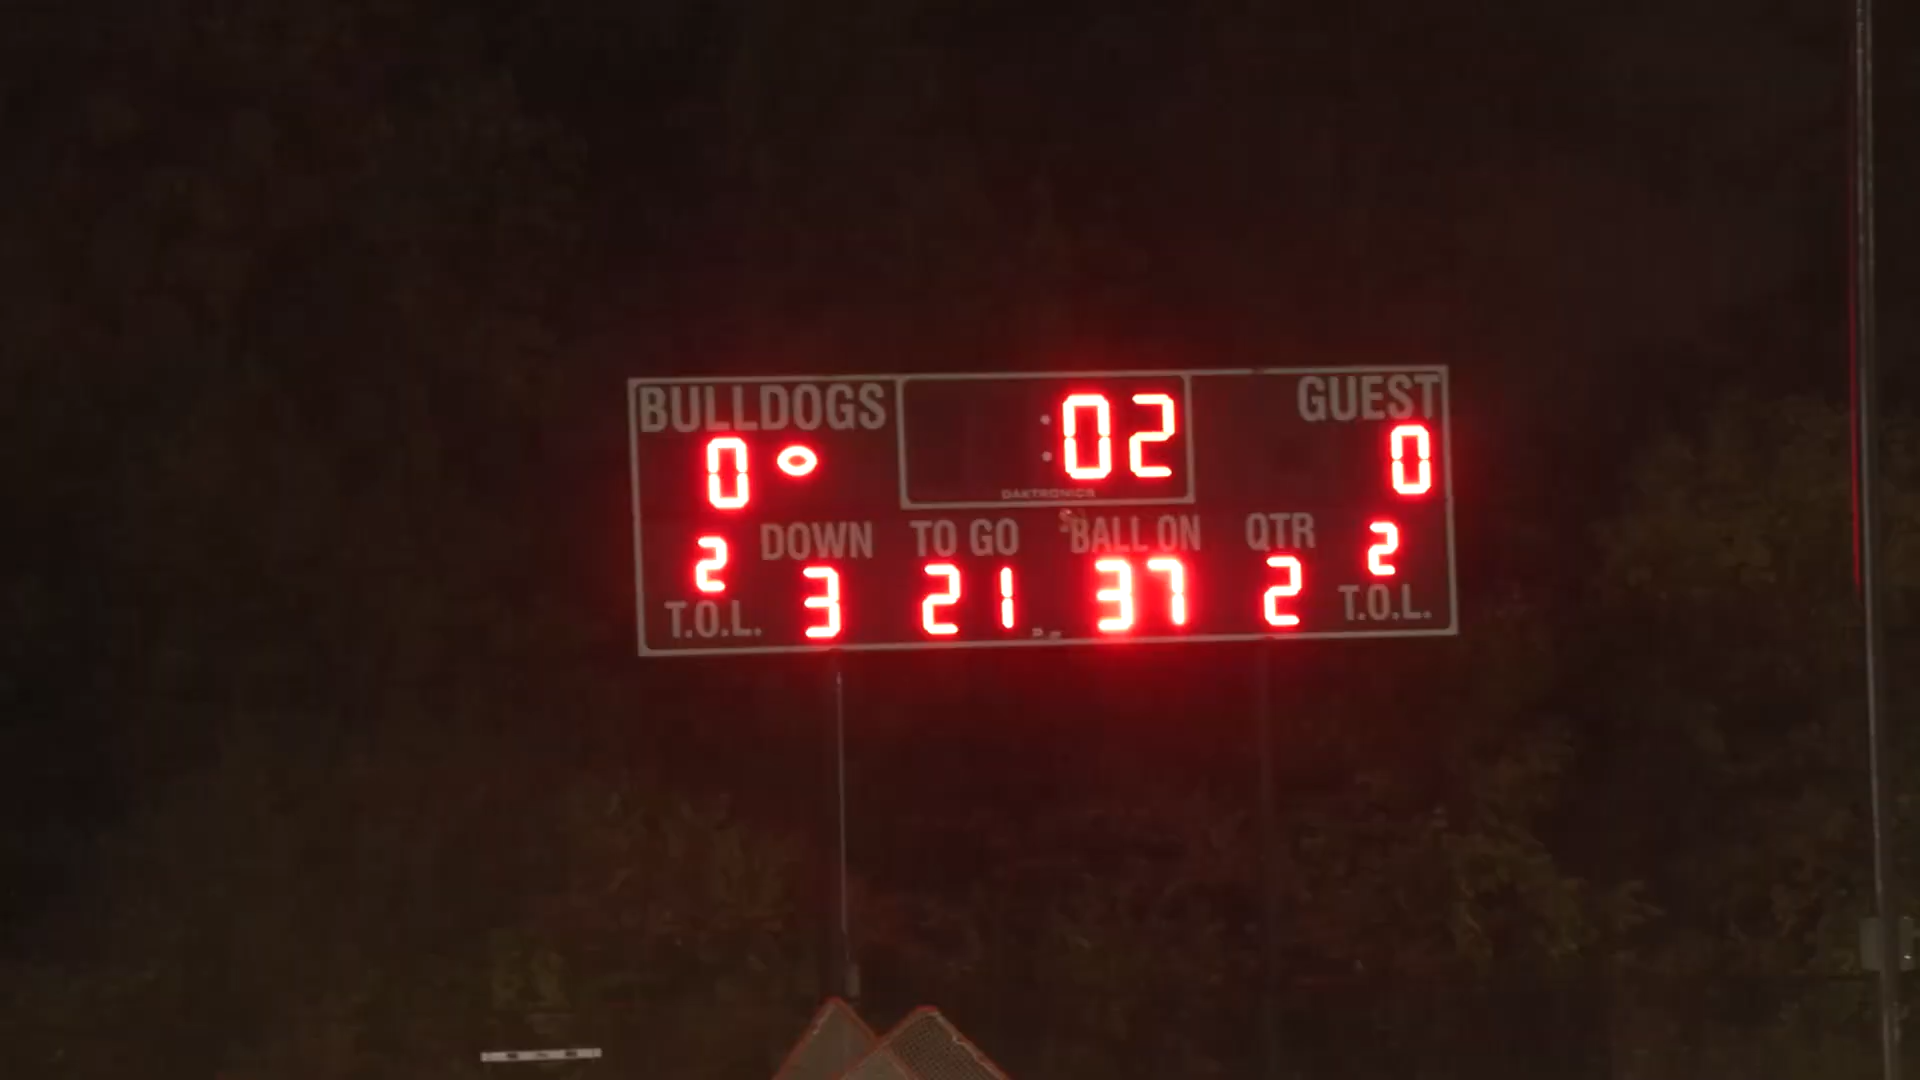 BULLDOGS :02 GUEST
0 0
DAKTRONICS
DOWN TO GO BALL ON QTR
2 3 21 37 2 2
T.O.L. T.O.L.